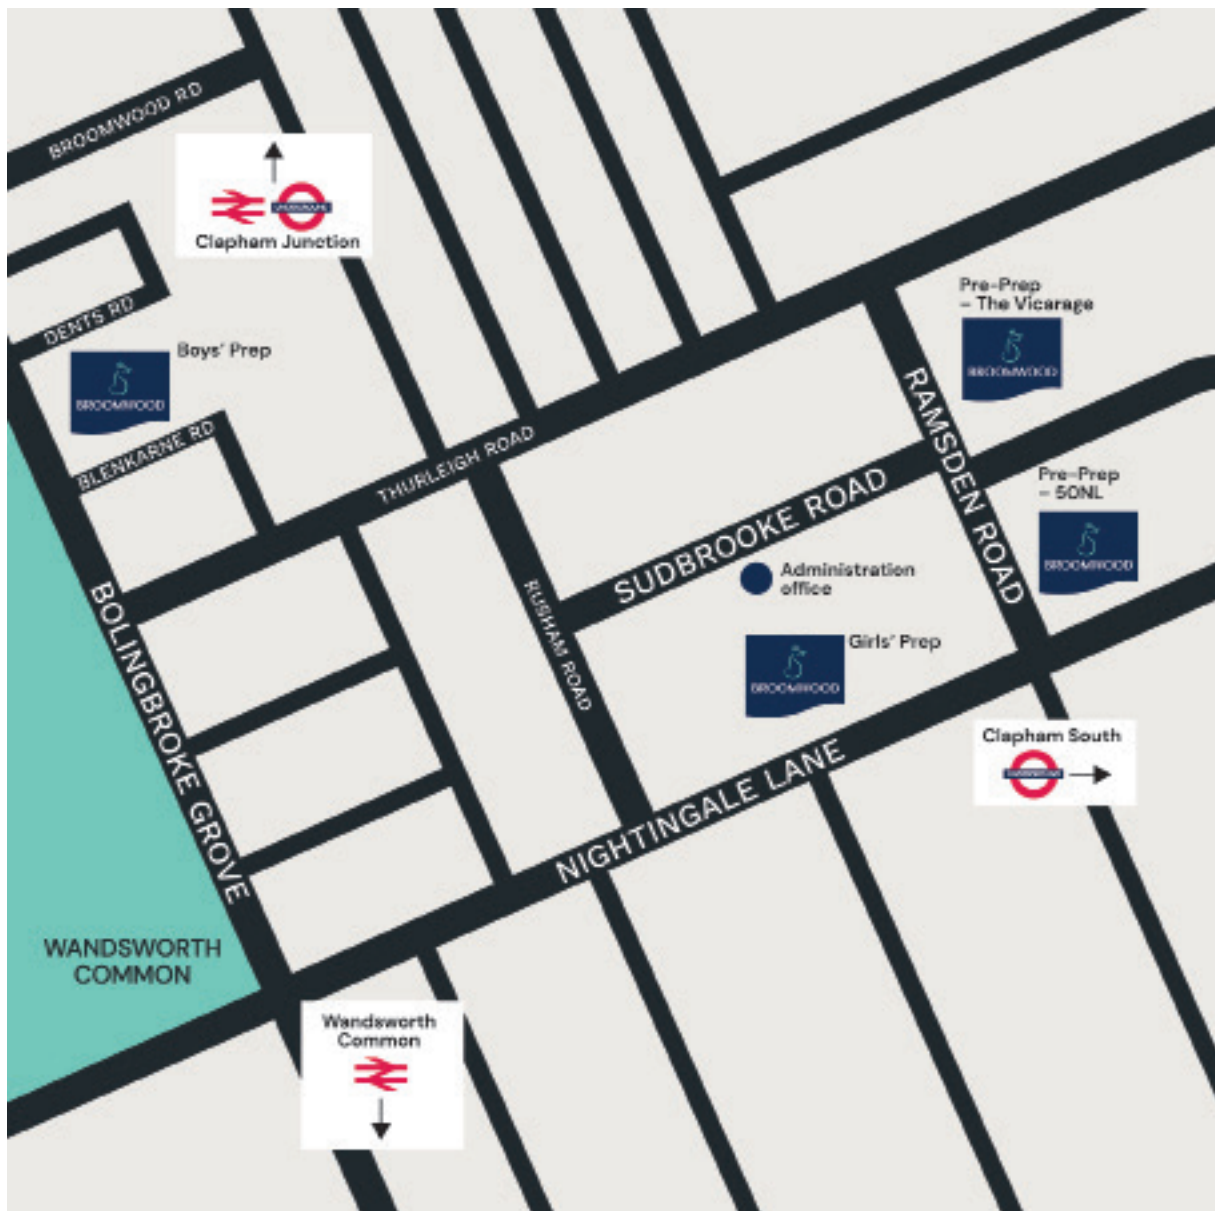 BROOMWOOD RD
UNDERGROUND
Clapham Junction
DENTS RD
Boys' Prep
BROOMWOOD
BLENKARNE RD
THURLEIGH ROAD
Pre-Prep
– The Vicarage
BROOMWOOD
RAMSDEN ROAD
SUDBROOKE ROAD
Pre-Prep
– 50NL
BROOMWOOD
Administration
office
RUSHAM ROAD
Girls' Prep
BROOMWOOD
BOLINGBROKE GROVE
NIGHTINGALE LANE
Clapham South
UNDERGROUND
WANDSWORTH
COMMON
Wandsworth
Common